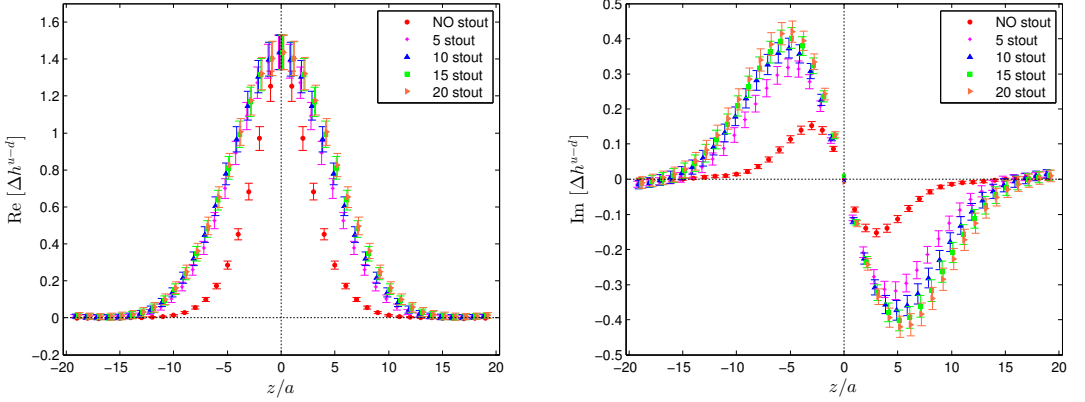 1.6
1.4
1.2
1
0.8
0.6
0.4
0.2
0
−0.2
Re [Δh^{u−d}]
−20 −15 −10 −5 0 5 10 15 20
z/a
NO stout
5 stout
10 stout
15 stout
20 stout
0.5
0.4
0.3
0.2
0.1
0
−0.1
−0.2
−0.3
−0.4
−0.5
Im [Δh^{u−d}]
−20 −15 −10 −5 0 5 10 15 20
z/a
NO stout
5 stout
10 stout
15 stout
20 stout